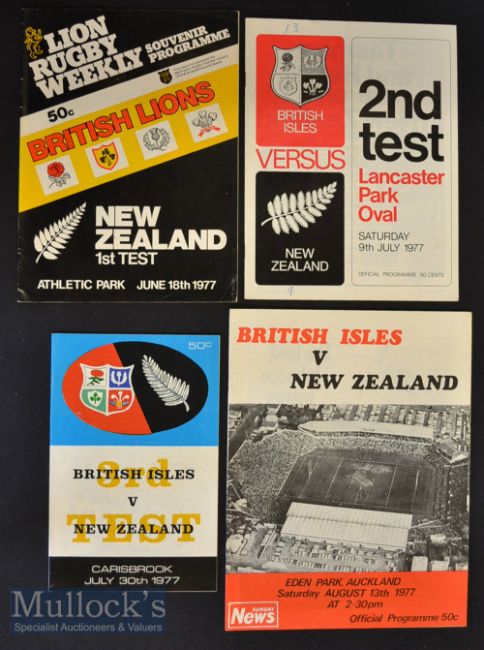 LION
RUGBY
WEEKLY
SOUVENIR
PROGRAMME
50c
BRITISH LIONS
NEW
ZEALAND
1st TEST
ATHLETIC PARK JUNE 18th 1977
13
BRITISH
ISLES
VERSUS
NEW
ZEALAND
9
2nd
test
Lancaster
Park
Oval
SATURDAY
9TH JULY 1977
OFFICIAL PROGRAMME 50 CENTS
50c
3rd
TEST
BRITISH ISLES
V
NEW ZEALAND
CARISBROOK
JULY 30th 1977
BRITISH ISLES
V
NEW ZEALAND
EDEN PARK, AUCKLAND
Saturday AUGUST 13th 1977
AT 2·30pm
Official Programme 50c
SUNDAY
News
Mullock's
Specialist Auctioneers & Valuers